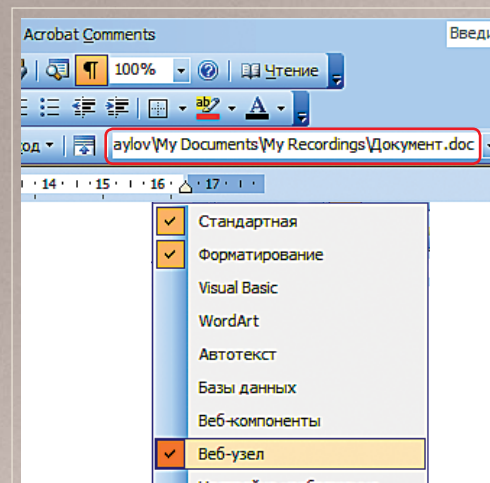 Acrobat Comments
100% Чтение
од aylov\My Documents\My Recordings\Документ.doc
14 15 16 17
Стандартная
Форматирование
Visual Basic
WordArt
Автотекст
Базы данных
Веб-компоненты
Веб-узел